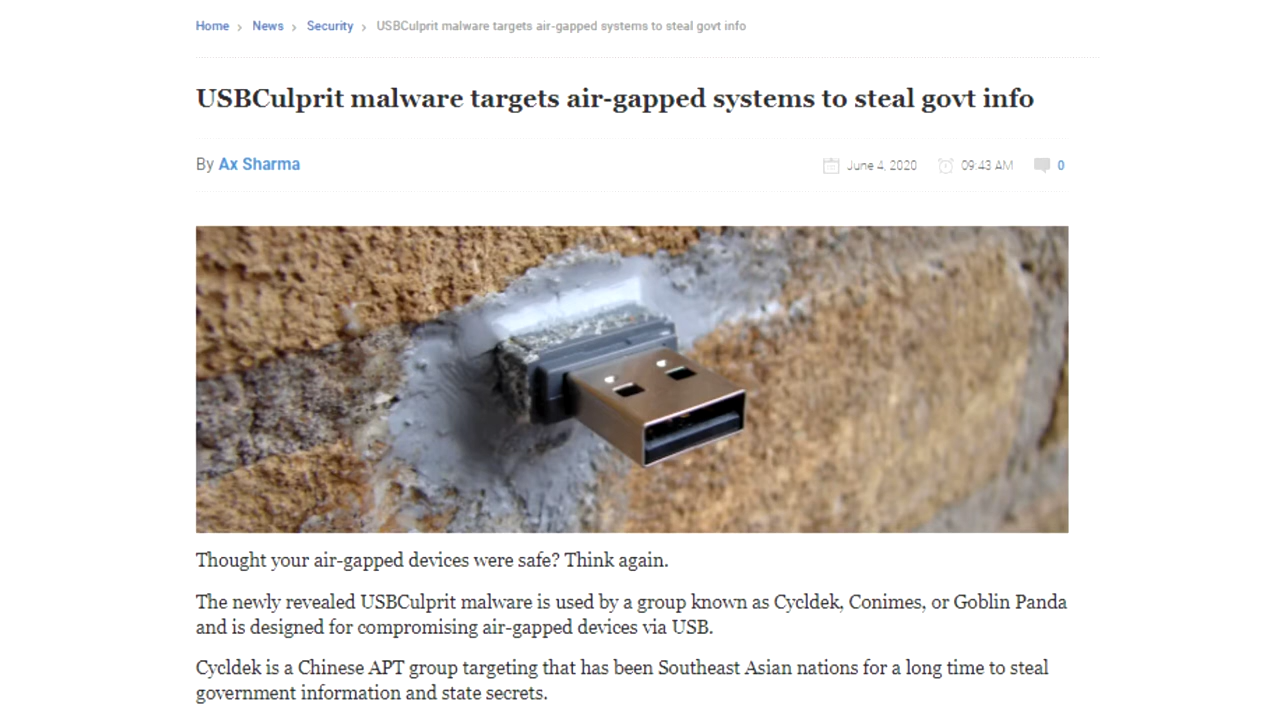 Home › News › Security › USBCulprit malware targets air-gapped systems to steal govt info
USBCulprit malware targets air-gapped systems to steal govt info
By Ax Sharma
June 4, 2020 09:43 AM 0
Thought your air-gapped devices were safe? Think again.
The newly revealed USBCulprit malware is used by a group known as Cycldek, Conimes, or Goblin Panda
and is designed for compromising air-gapped devices via USB.
Cycldek is a Chinese APT group targeting that has been Southeast Asian nations for a long time to steal
government information and state secrets.